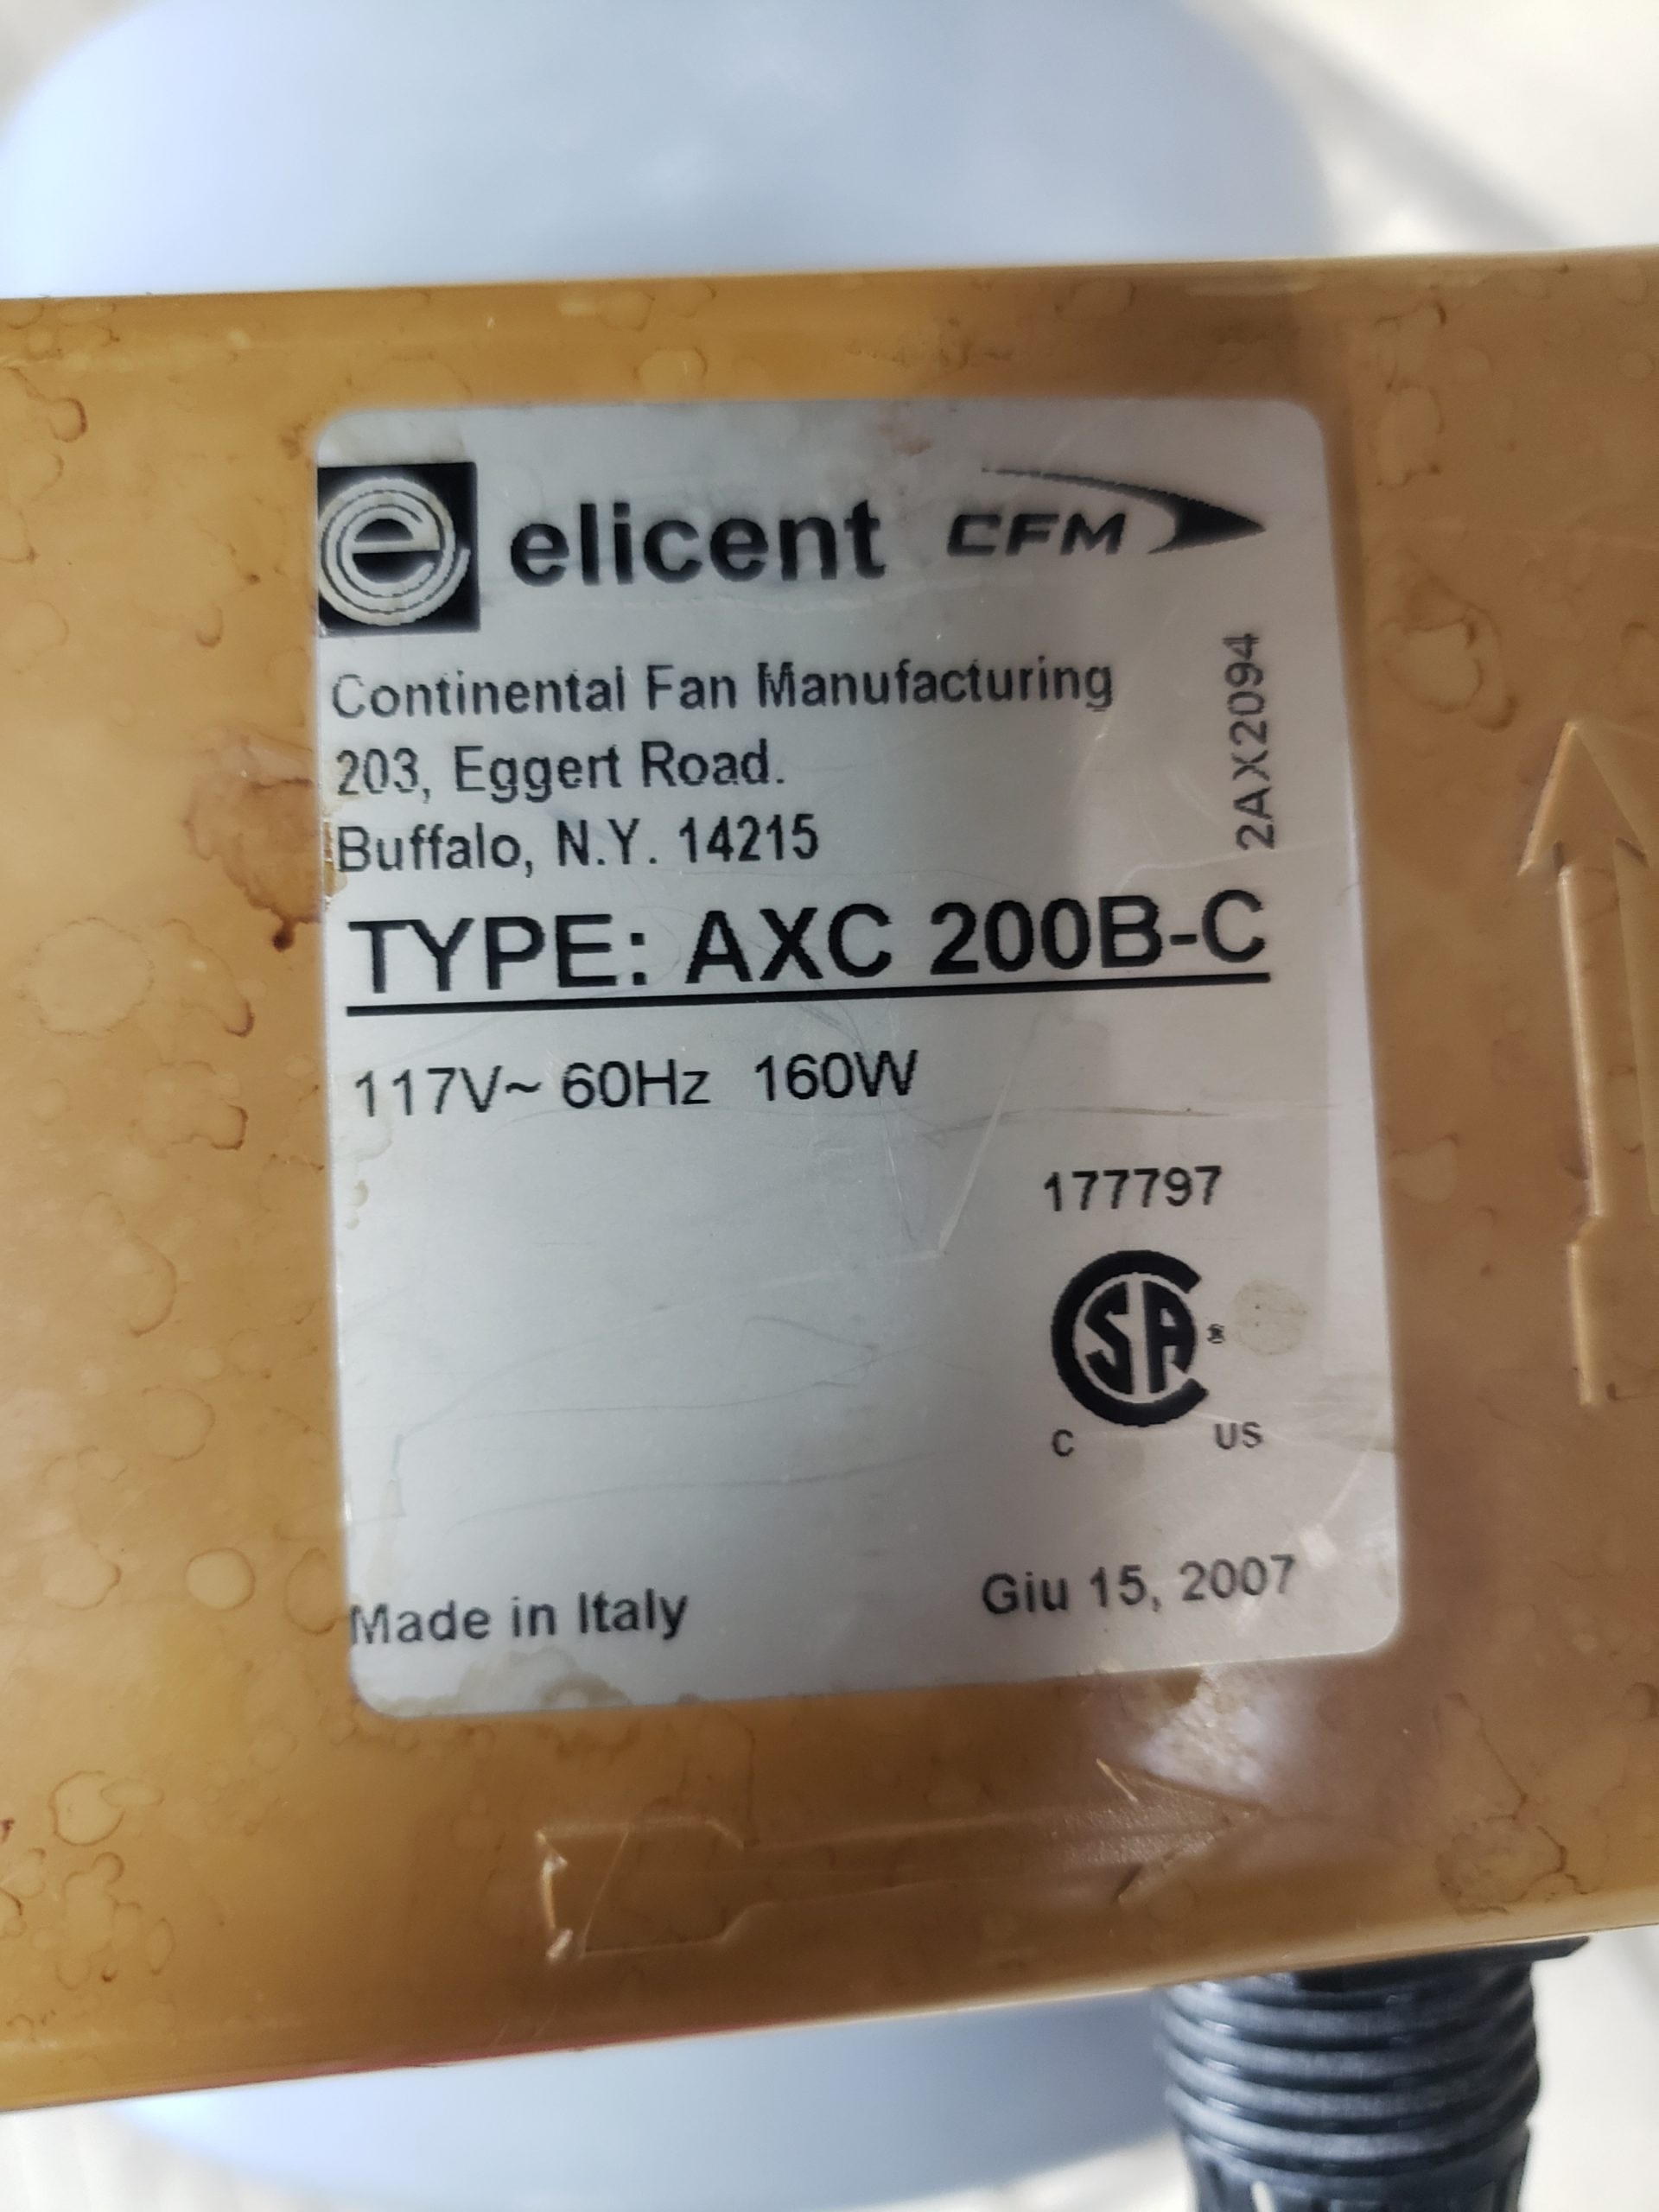 e elicent CFM
Continental Fan Manufacturing
203, Eggert Road.
Buffalo, N.Y. 14215
2AX2094
TYPE: AXC 200B-C
117V~ 60Hz 160W
177797
CSA
C US
Made in Italy Giu 15, 2007